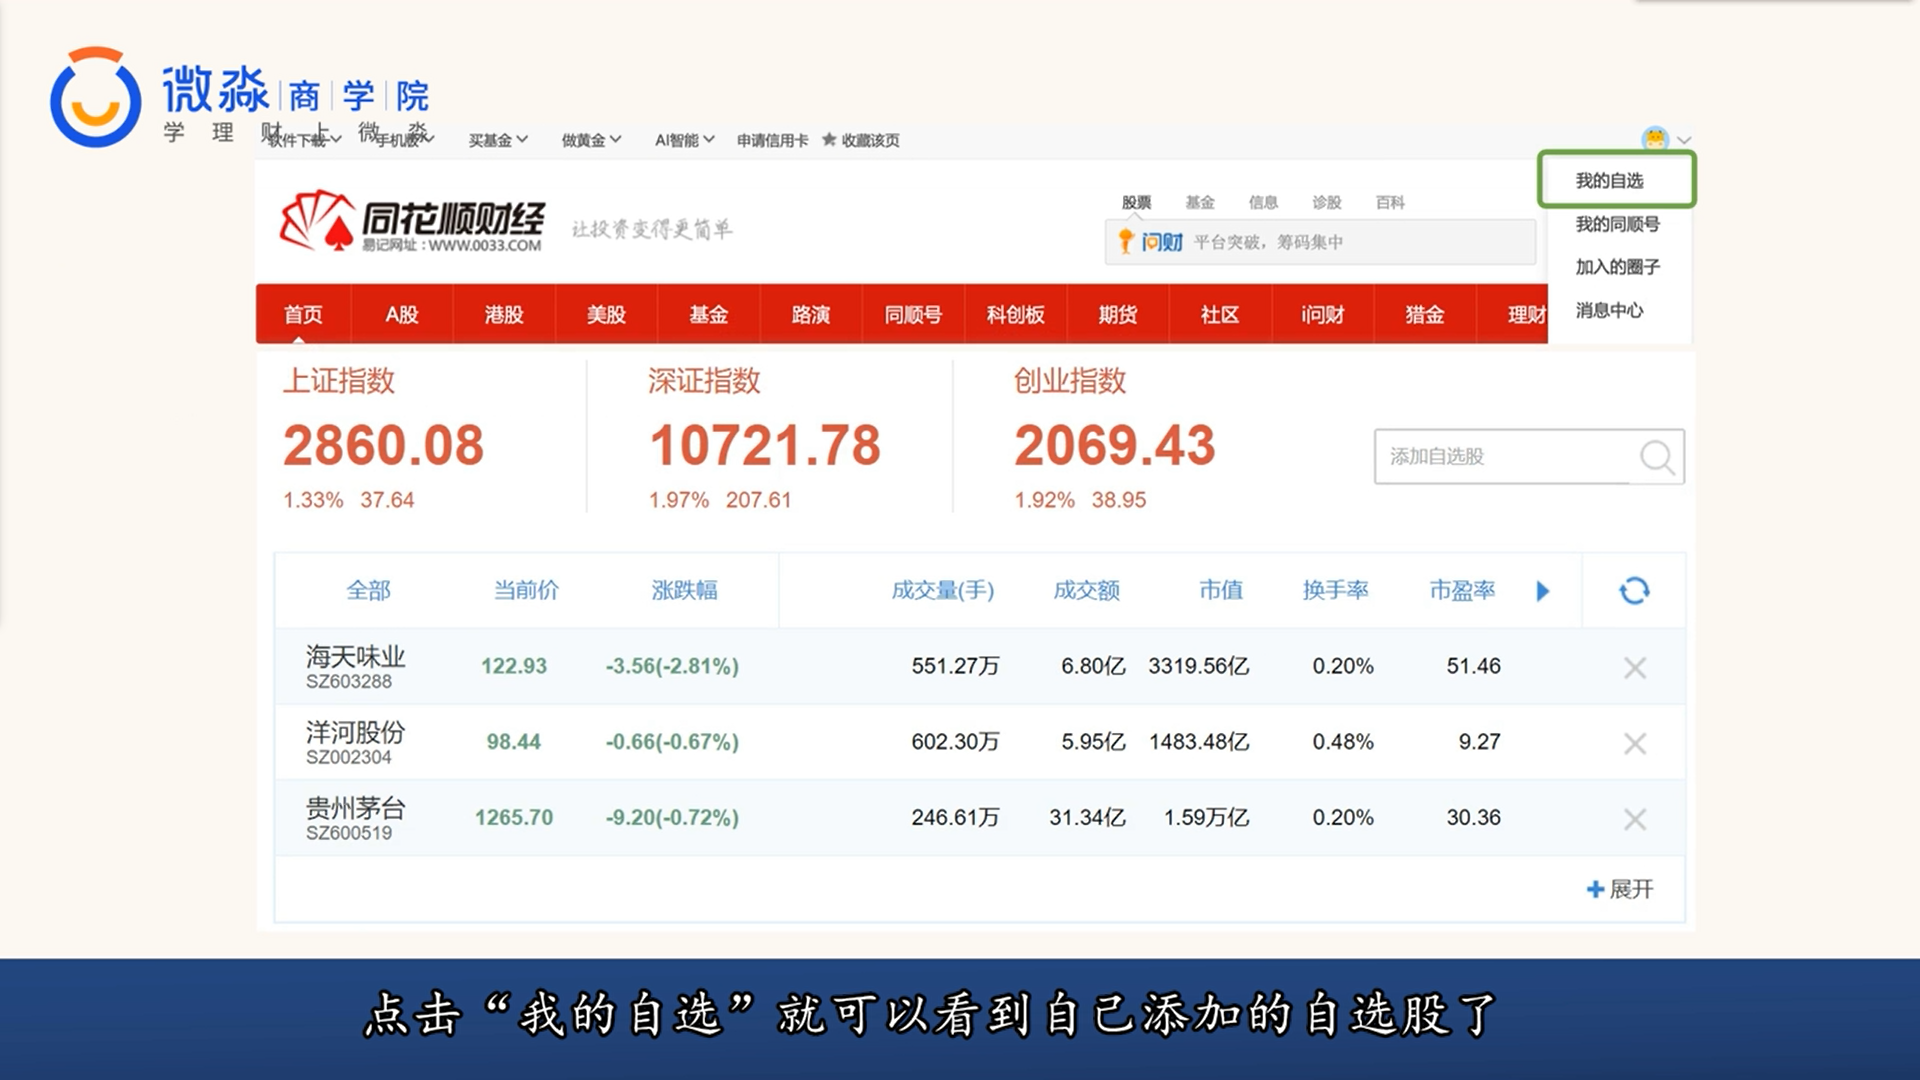 微淼|商|学|院
学理财上微淼
软件下载 手机版 买基金 做黄金 AI智能 申请信用卡 收藏该页
我的自选
我的同顺号
加入的圈子
消息中心
同花顺财经
易记网址:WWW.0033.COM
让投资变得更简单
股票 基金 信息 诊股 百科
问财 平台突破，筹码集中
首页 A股 港股 美股 基金 路演 同顺号 科创板 期货 社区 i问财 猎金 理财
上证指数 深证指数 创业指数
2860.08 10721.78 2069.43
1.33% 37.64 1.97% 207.61 1.92% 38.95
添加自选股
全部 当前价 涨跌幅 成交量(手) 成交额 市值 换手率 市盈率
海天味业 122.93 -3.56(-2.81%) 551.27万 6.80亿 3319.56亿 0.20% 51.46
SZ603288
洋河股份 98.44 -0.66(-0.67%) 602.30万 5.95亿 1483.48亿 0.48% 9.27
SZ002304
贵州茅台 1265.70 -9.20(-0.72%) 246.61万 31.34亿 1.59万亿 0.20% 30.36
SZ600519
+展开
点击“我的自选”就可以看到自己添加的自选股了